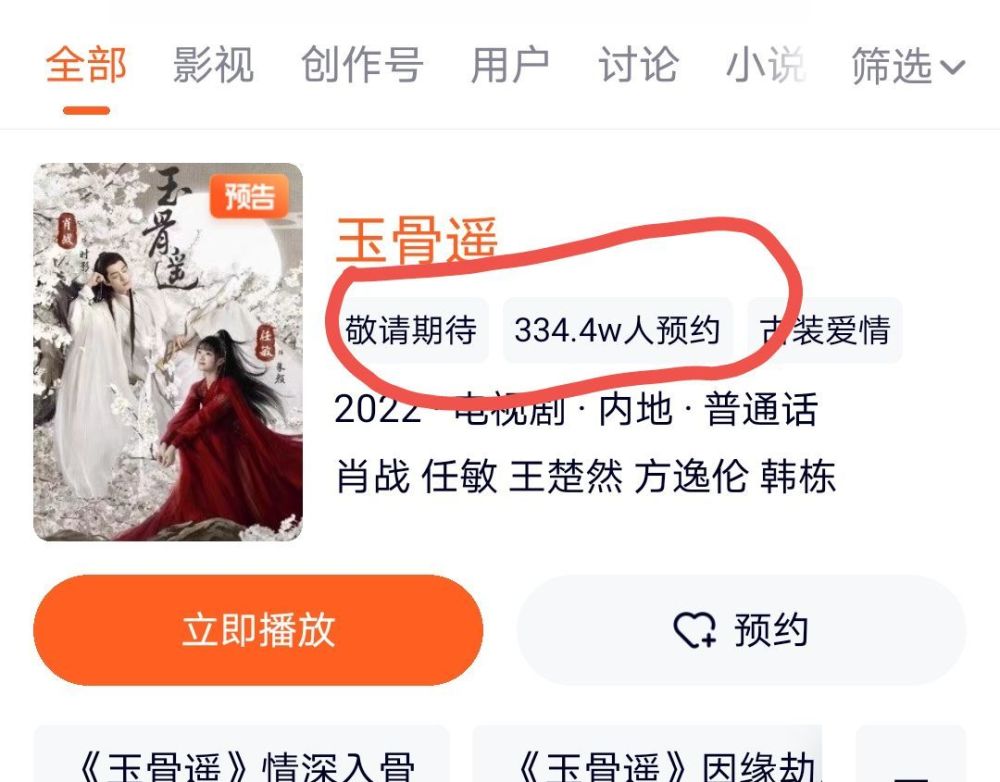 全部 影视 创作号 用户 讨论 小说 筛选
预告
玉骨遥
肖战
时影
任敏
饰
朱颜
玉骨遥
敬请期待 334.4w人预约 古装爱情
2022 · 电视剧 · 内地 · 普通话
肖战 任敏 王楚然 方逸伦 韩栋
立即播放 预约
《玉骨遥》情深入骨 《玉骨遥》因缘劫